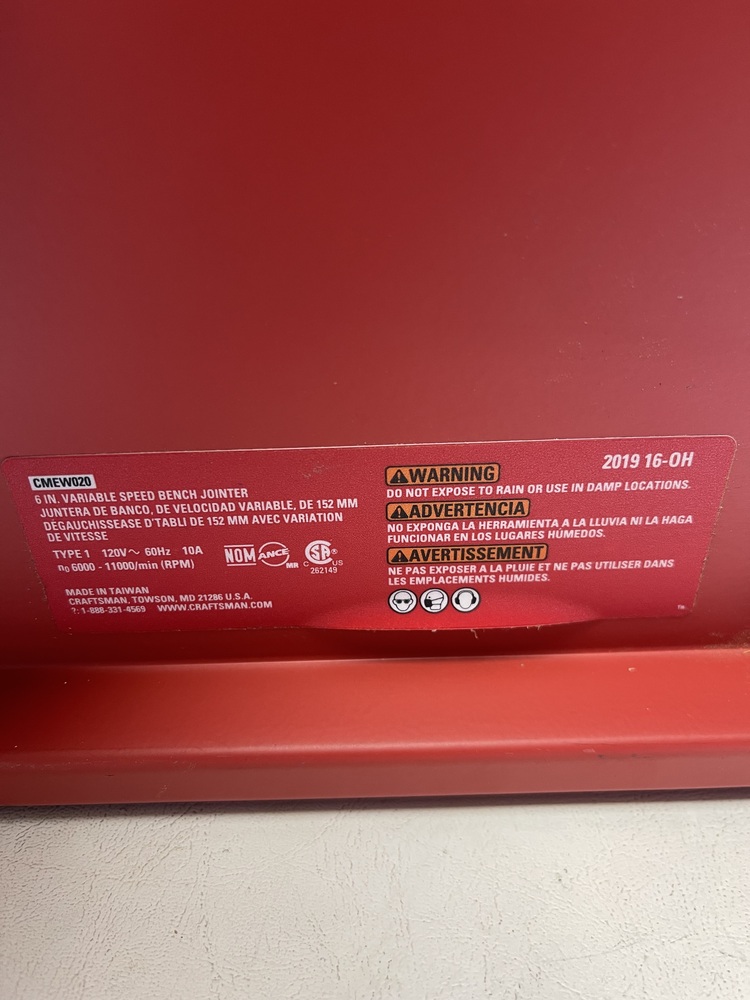 CMEW020
6 IN. VARIABLE SPEED BENCH JOINTER
JUNTERA DE BANCO, DE VELOCIDAD VARIABLE, DE 152 MM
DÉGAUCHISSEASE D'TABLI DE 152 MM AVEC VARIATION
DE VITESSE
TYPE 1 120V～ 60Hz 10A
n₀ 6000 - 11000/min (RPM)
NOM ANCE MR
SA ® C US
262149
MADE IN TAIWAN
CRAFTSMAN, TOWSON, MD 21286 U.S.A.
?: 1-888-331-4569 WWW.CRAFTSMAN.COM
2019 16-OH
WARNING
DO NOT EXPOSE TO RAIN OR USE IN DAMP LOCATIONS.
ADVERTENCIA
NO EXPONGA LA HERRAMIENTA A LA LLUVIA NI LA HAGA
FUNCIONAR EN LOS LUGARES HÚMEDOS.
AVERTISSEMENT
NE PAS EXPOSER A LA PLUIE ET NE PAS UTILISER DANS
LES EMPLACEMENTS HUMIDES.